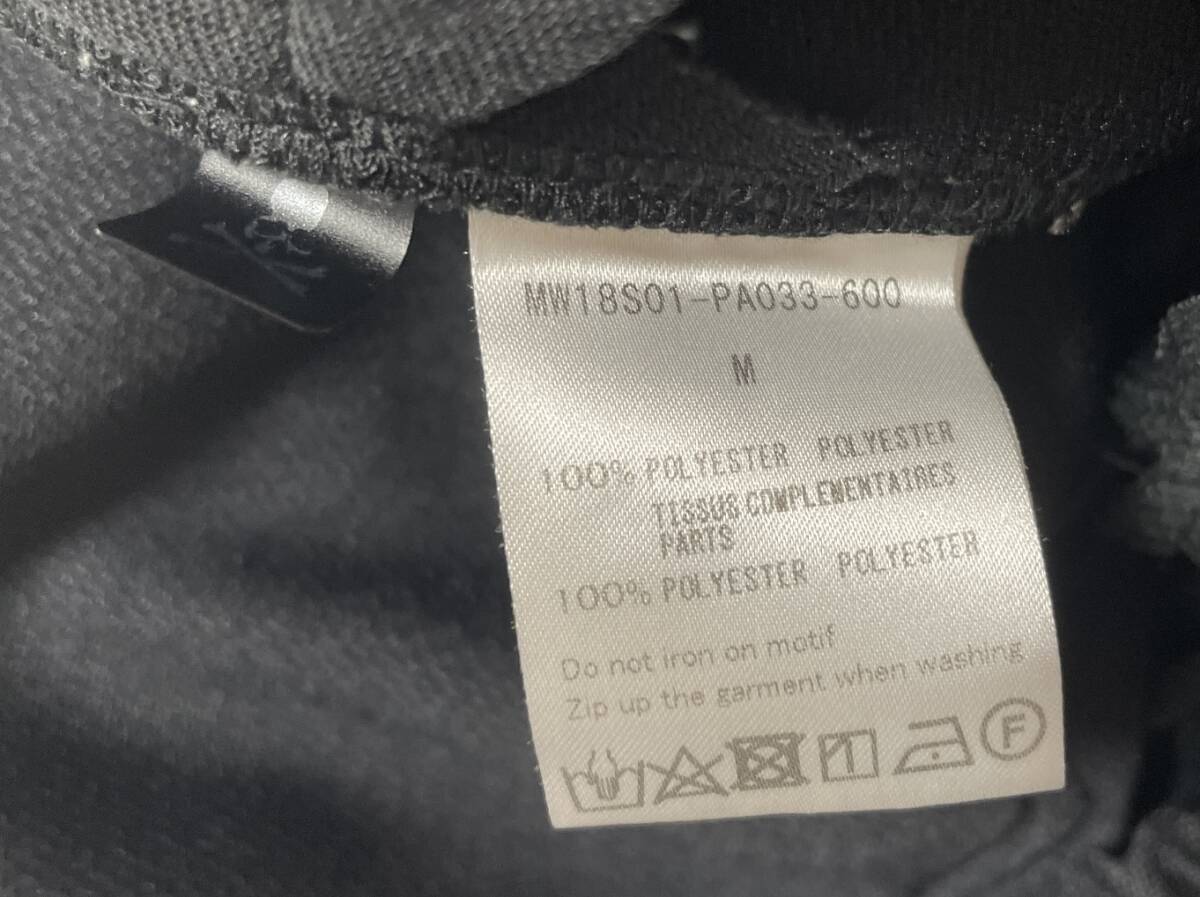 MW18S01-PA033-600
M
100% POLYESTER POLYESTER
TISSUS COMPLEMENTAIRES
PARTS
100% POLYESTER POLYESTER
Do not iron on motif
Zip up the garment when washing
F